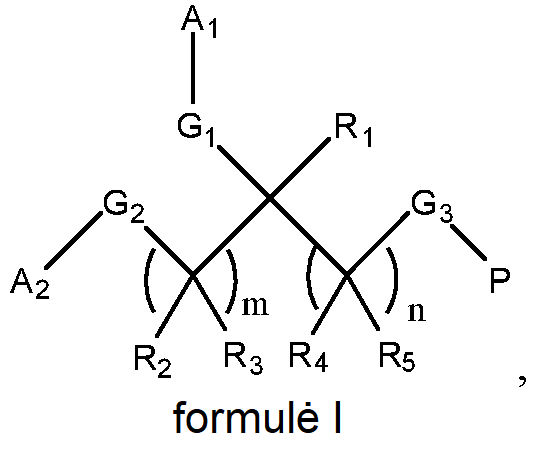 A1
G1 R1
G2 G3
A2 P
m n
R2 R3 R4 R5
,
formulė I